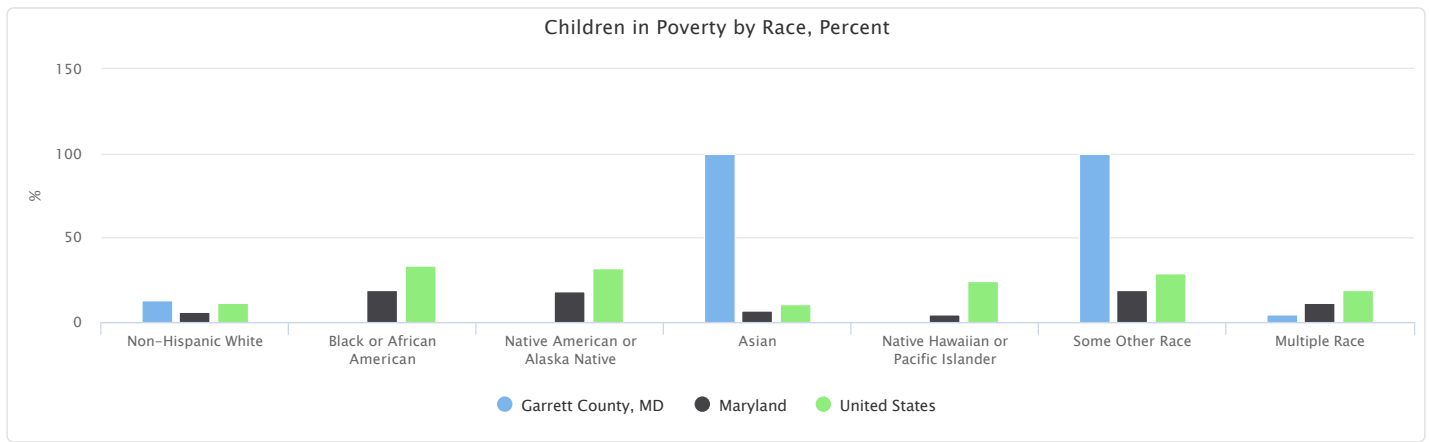 Children in Poverty by Race, Percent
150
100
50
0
%
Non-Hispanic White
Black or African
American
Native American or
Alaska Native
Asian
Native Hawaiian or
Pacific Islander
Some Other Race
Multiple Race
Garrett County, MD
Maryland
United States